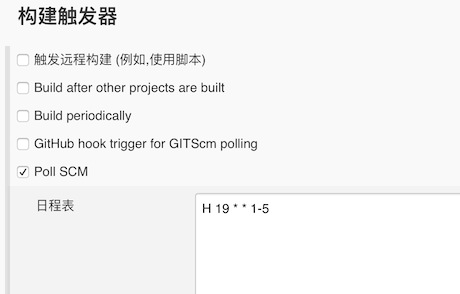 构建触发器
触发远程构建 (例如,使用脚本)
Build after other projects are built
Build periodically
GitHub hook trigger for GITScm polling
Poll SCM
日程表
H 19 * * 1-5